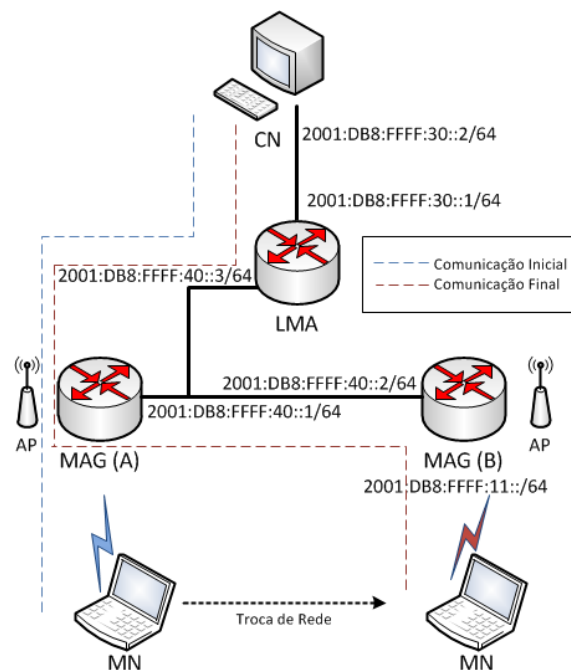 CN
2001:DB8:FFFF:30::2/64
2001:DB8:FFFF:30::1/64
2001:DB8:FFFF:40::3/64
LMA
Comunicação Inicial
Comunicação Final
AP
MAG (A)
2001:DB8:FFFF:40::2/64
2001:DB8:FFFF:40::1/64
MAG (B)
AP
2001:DB8:FFFF:11::/64
MN
Troca de Rede
MN